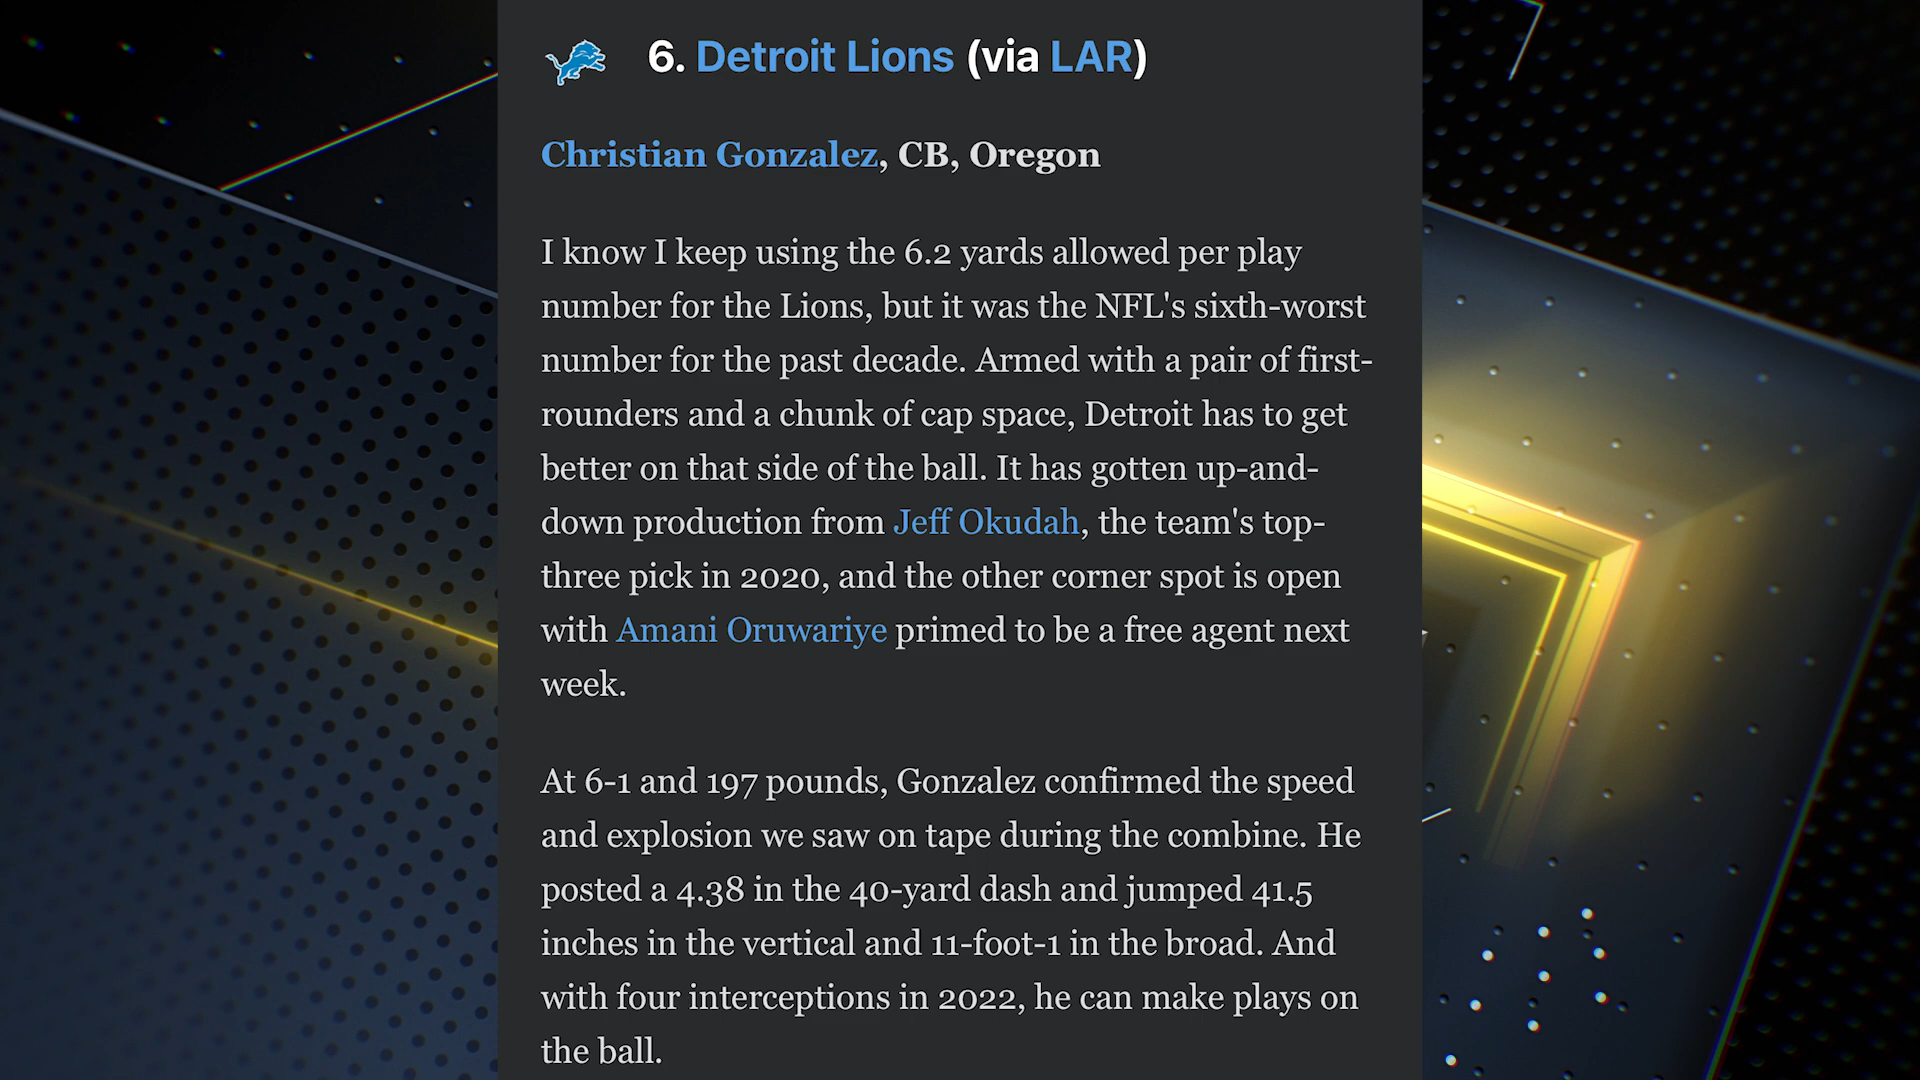 6. Detroit Lions (via LAR)
Christian Gonzalez, CB, Oregon
I know I keep using the 6.2 yards allowed per play
number for the Lions, but it was the NFL's sixth-worst
number for the past decade. Armed with a pair of first-
rounders and a chunk of cap space, Detroit has to get
better on that side of the ball. It has gotten up-and-
down production from Jeff Okudah, the team's top-
three pick in 2020, and the other corner spot is open
with Amani Oruwariye primed to be a free agent next
week.
At 6-1 and 197 pounds, Gonzalez confirmed the speed
and explosion we saw on tape during the combine. He
posted a 4.38 in the 40-yard dash and jumped 41.5
inches in the vertical and 11-foot-1 in the broad. And
with four interceptions in 2022, he can make plays on
the ball.